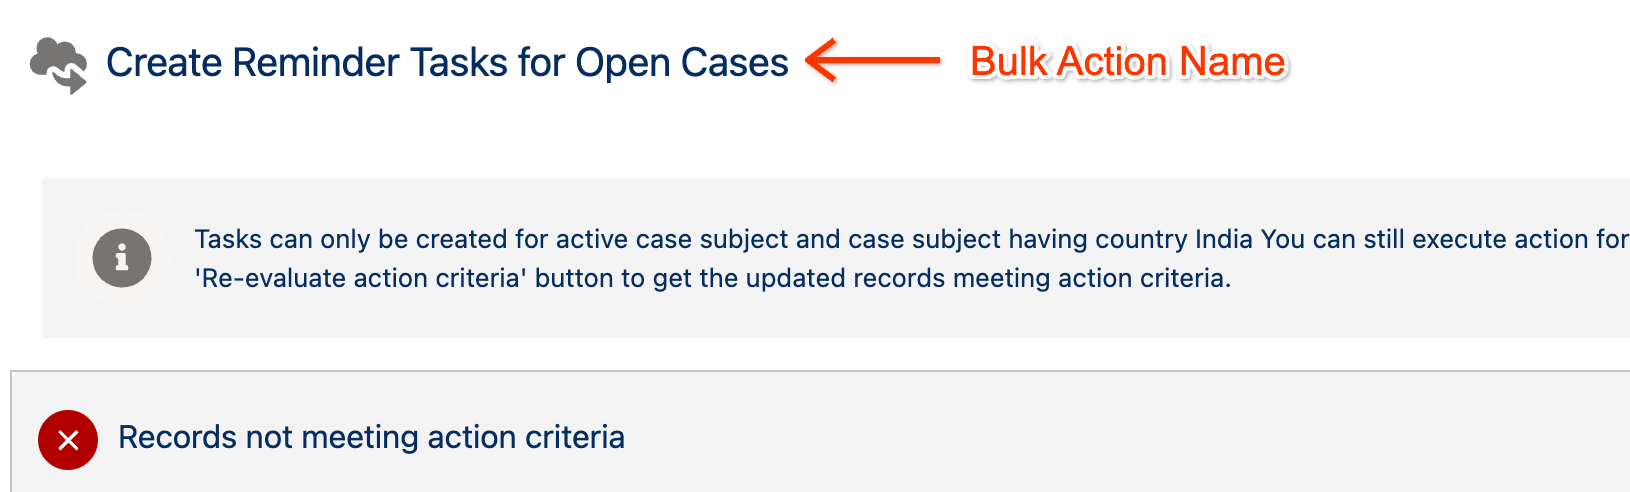 Create Reminder Tasks for Open Cases
Bulk Action Name
Tasks can only be created for active case subject and case subject having country India You can still execute action for
'Re-evaluate action criteria' button to get the updated records meeting action criteria.
Records not meeting action criteria